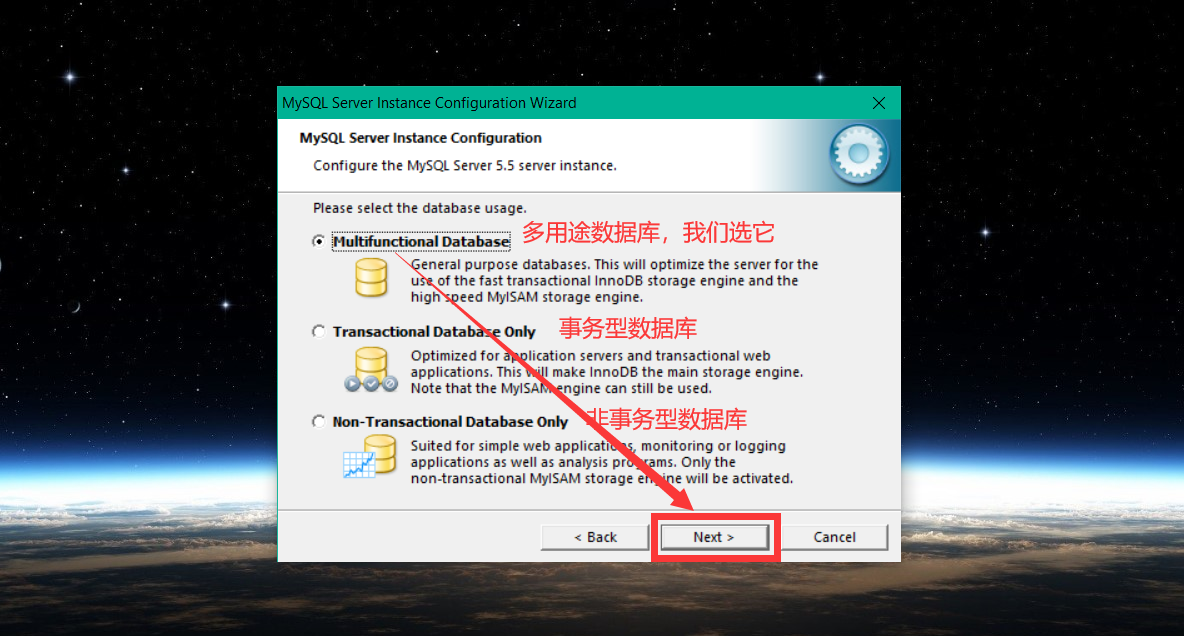 MySQL Server Instance Configuration Wizard
MySQL Server Instance Configuration
Configure the MySQL Server 5.5 server instance.
Please select the database usage.
Multifunctional Database 多用途数据库，我们选它
General purpose databases. This will optimize the server for the
use of the fast transactional InnoDB storage engine and the
high speed MyISAM storage engine.
Transactional Database Only 事务型数据库
Optimized for application servers and transactional web
applications. This will make InnoDB the main storage engine.
Note that the MyISAM engine can still be used.
Non-Transactional Database Only 非事务型数据库
Suited for simple web applications, monitoring or logging
applications as well as analysis programs. Only the
non-transactional MyISAM storage engine will be activated.
< Back Next > Cancel